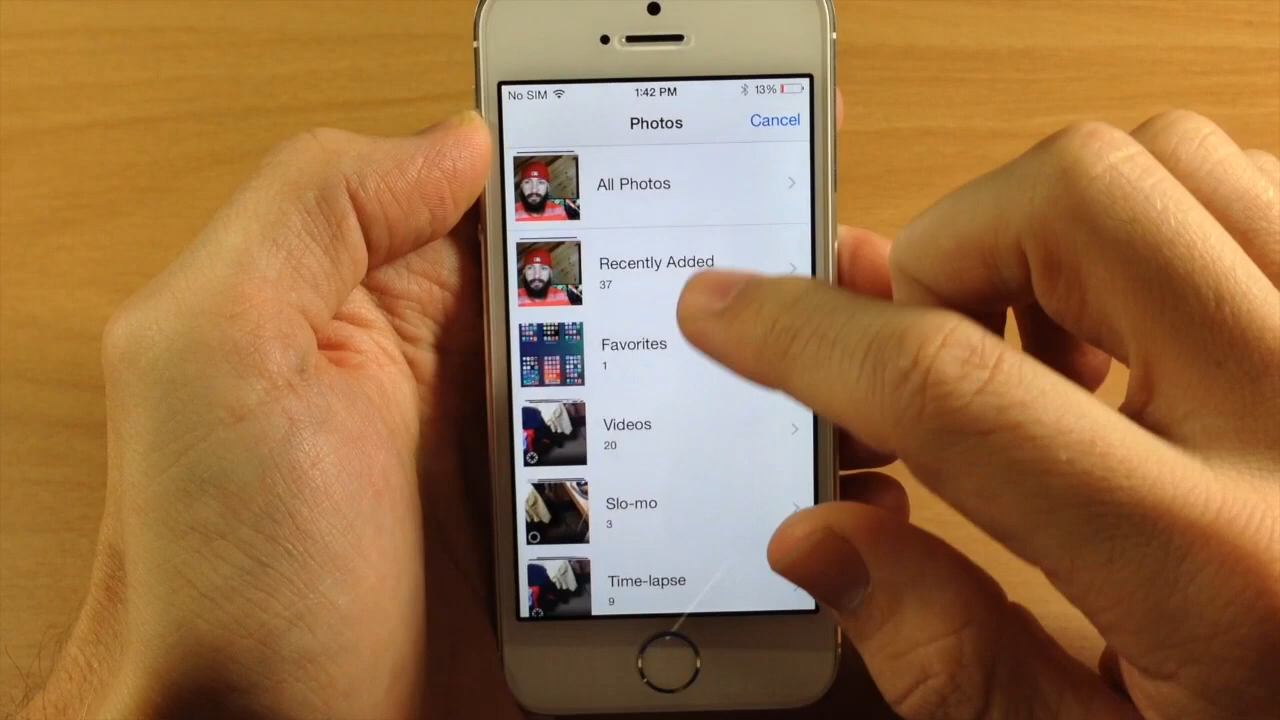 No SIM 1:42 PM 13%
Photos Cancel
All Photos
Recently Added
37
Favorites
1
Videos
20
Slo-mo
3
Time-lapse
9